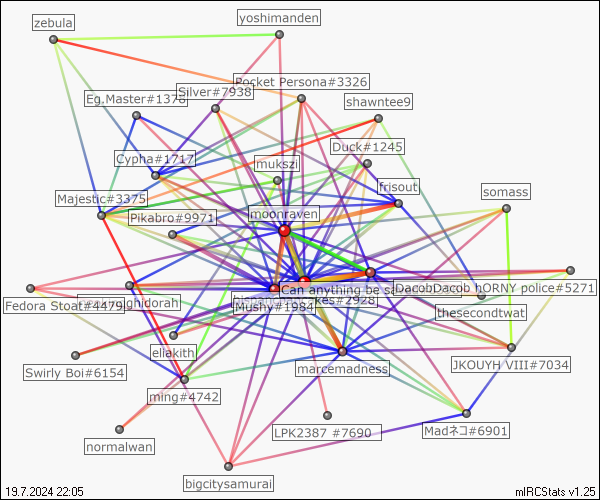 yoshimanden
zebula
Pocket Persona#3326
Silver#7938
Eg.Master#1378
shawntee9
Duck#1245
Cypha#1717
mukszi
frisout
somass
Majestic#3375
moonraven
Pikabro#9971
Can anything be sa
DacobDacob
hORNY police#5271
Fedora Stoat#4479
ghidorah
kes#2928
Mushy#1984
thesecondtwat
eliakith
Swirly Boi#6154
marcemadness
JKOUYH VIII#7034
ming#4742
LPK2387 #7690
Madネコ#6901
normalwan
bigcitysamurai
19.7.2024 22:05
mIRCStats v1.25